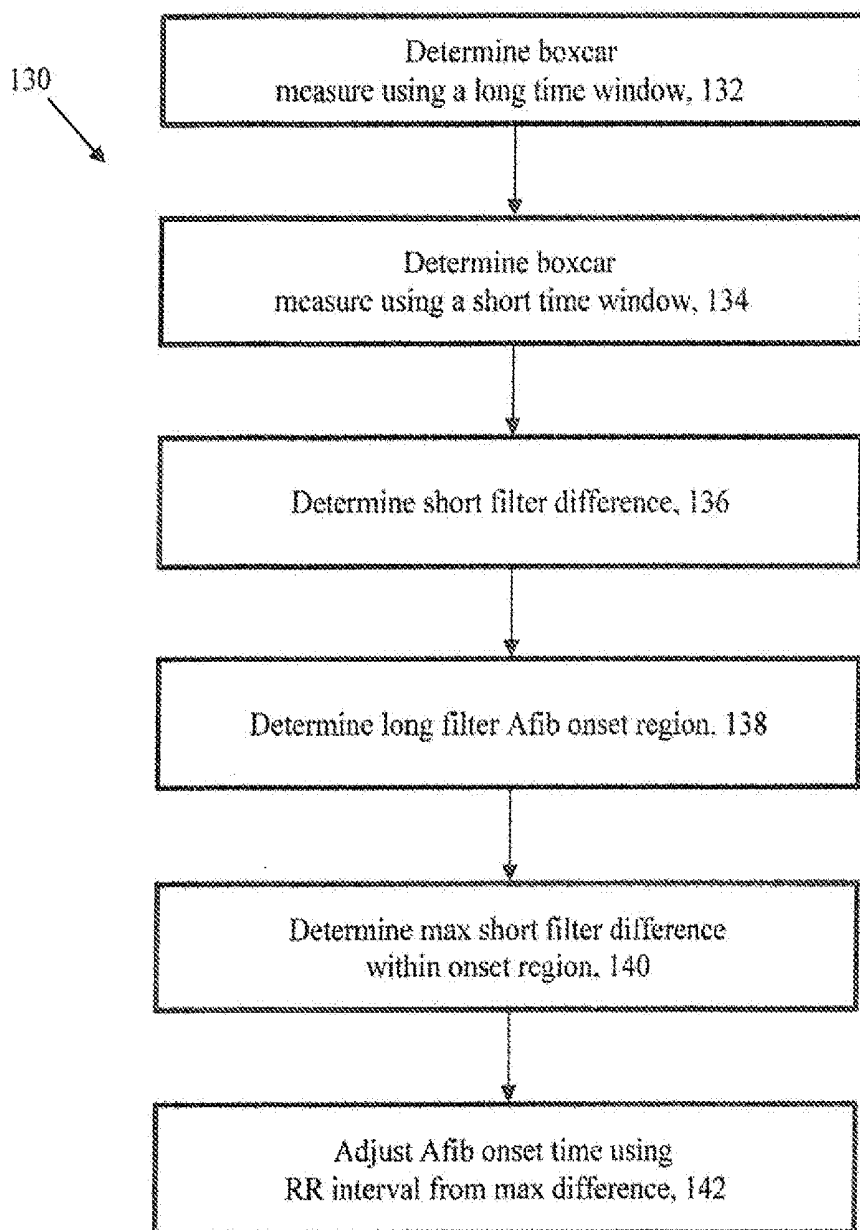 130
Determine boxcar
measure using a long time window, 132
Determine boxcar
measure using a short time window, 134
Determine short filter difference, 136
Determine long filter Afib onset region, 138
Determine max short filter difference
within onset region, 140
Adjust Afib onset time using
RR interval from max difference, 142